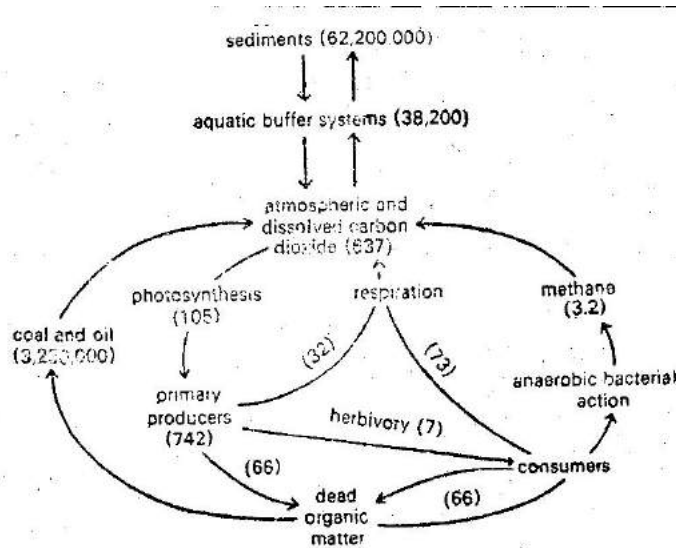 sediments (62,200,000)
aquatic buffer systems (38,200)
atmospheric and
dissolved carbon
dioxide (637)
photosynthesis
(105)
respiration
methane
(3.2)
coal and oil
(32)
(73)
anaerobic bacterial
action
primary
producers
(742)
herbivory (7)
consumers
(66)
(66)
dead
organic
matter